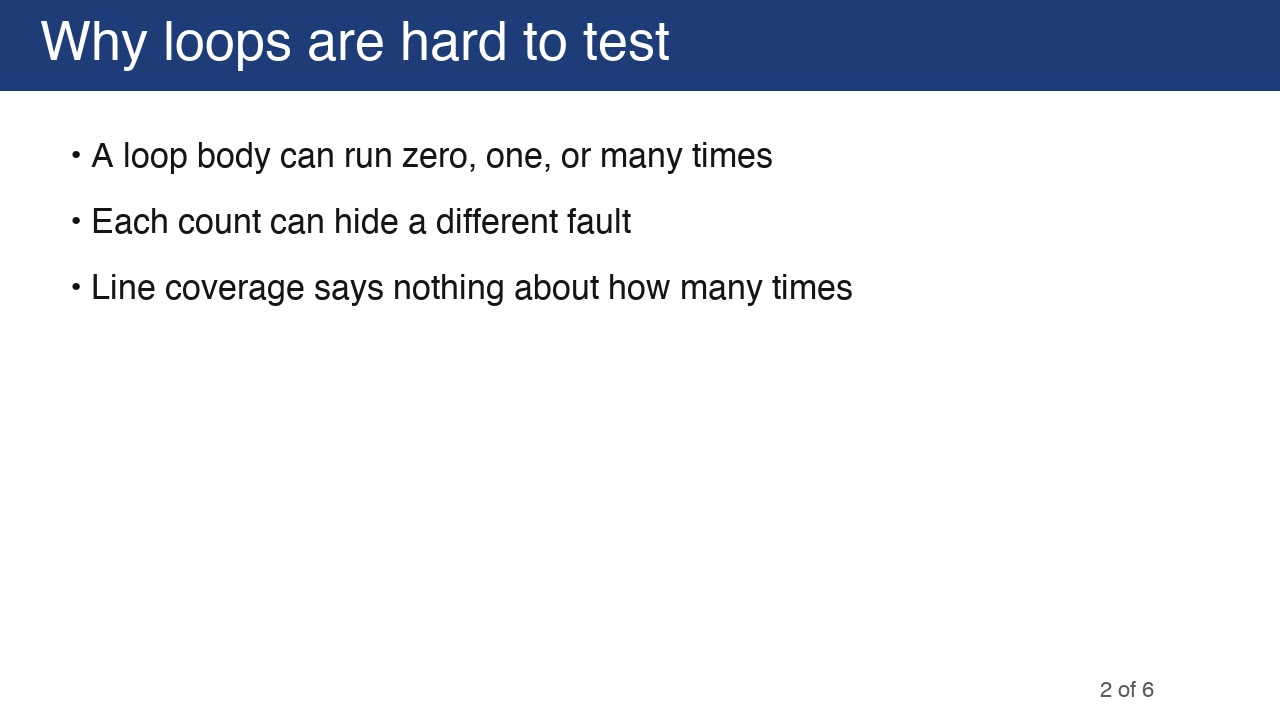 Why loops are hard to test
• A loop body can run zero, one, or many times
• Each count can hide a different fault
• Line coverage says nothing about how many times
2 of 6